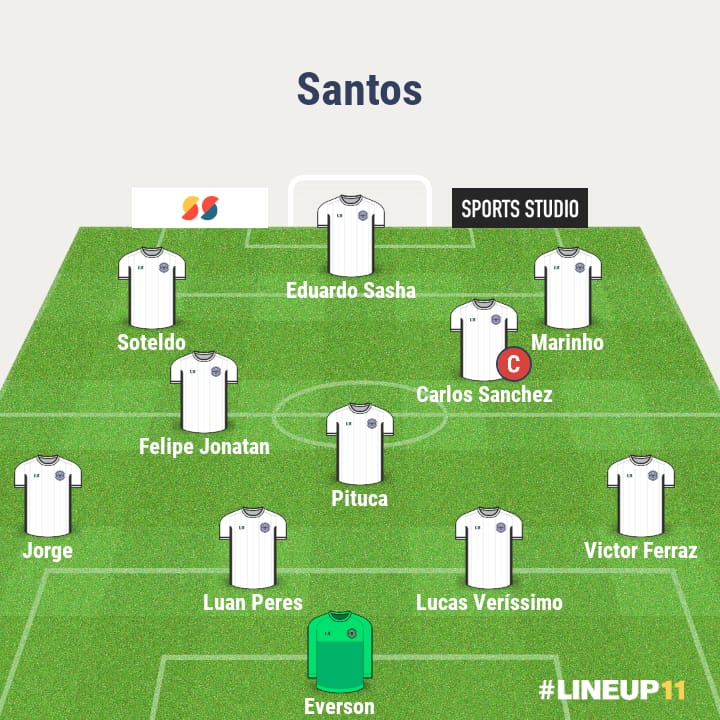 Santos
SPORTS STUDIO
Eduardo Sasha
Soteldo
Marinho
C
Carlos Sanchez
Felipe Jonatan
Pituca
Jorge
Victor Ferraz
Luan Peres
Lucas Veríssimo
Everson
#LINEUP11